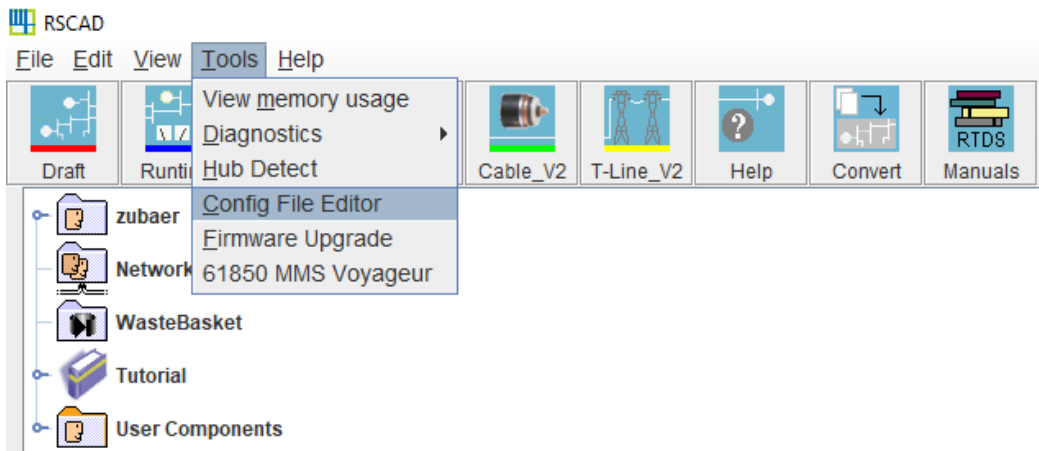 RSCAD
File Edit View Tools Help
View memory usage
Diagnostics
Hub Detect
Config File Editor
Firmware Upgrade
61850 MMS Voyageur
Draft Cable_V2 T-Line_V2 Help Convert Manuals
RTDS
zubaer
Network
WasteBasket
Tutorial
User Components